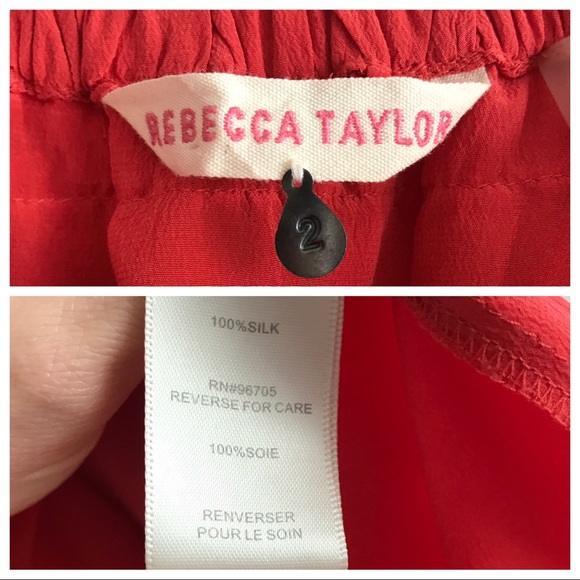 REBECCA TAYLOR
2
100%SILK
RN#96705
REVERSE FOR CARE
100%SOIE
RENVERSER
POUR LE SOIN